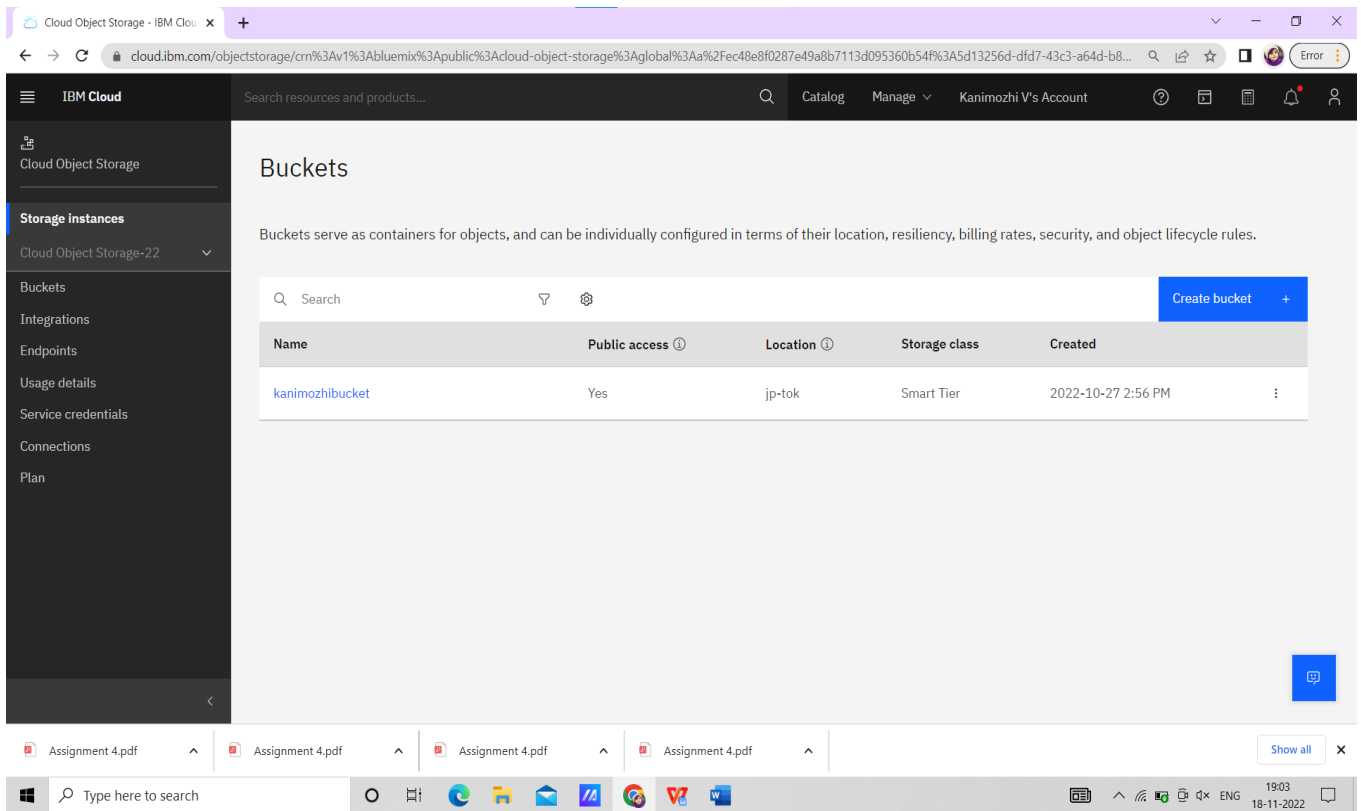 Cloud Object Storage - IBM Clou
cloud.ibm.com/objectstorage/crn%3Av1%3Abluemix%3Apublic%3Acloud-object-storage%3Aglobal%3Aa%2Fec48e8f0287e49a8b7113d095360b54f%3A5d13256d-dfd7-43c3-a64d-b8... Error
IBM Cloud Search resources and products... Catalog Manage Kanimozhi V's Account
Cloud Object Storage
Storage instances
Cloud Object Storage-22
Buckets
Integrations
Endpoints
Usage details
Service credentials
Connections
Plan
Buckets
Buckets serve as containers for objects, and can be individually configured in terms of their location, resiliency, billing rates, security, and object lifecycle rules.
Search Create bucket +
Name Public access Location Storage class Created
kanimozhibucket Yes jp-tok Smart Tier 2022-10-27 2:56 PM
Assignment 4.pdf Assignment 4.pdf Assignment 4.pdf Assignment 4.pdf Show all
Type here to search ENG 19:03
18-11-2022